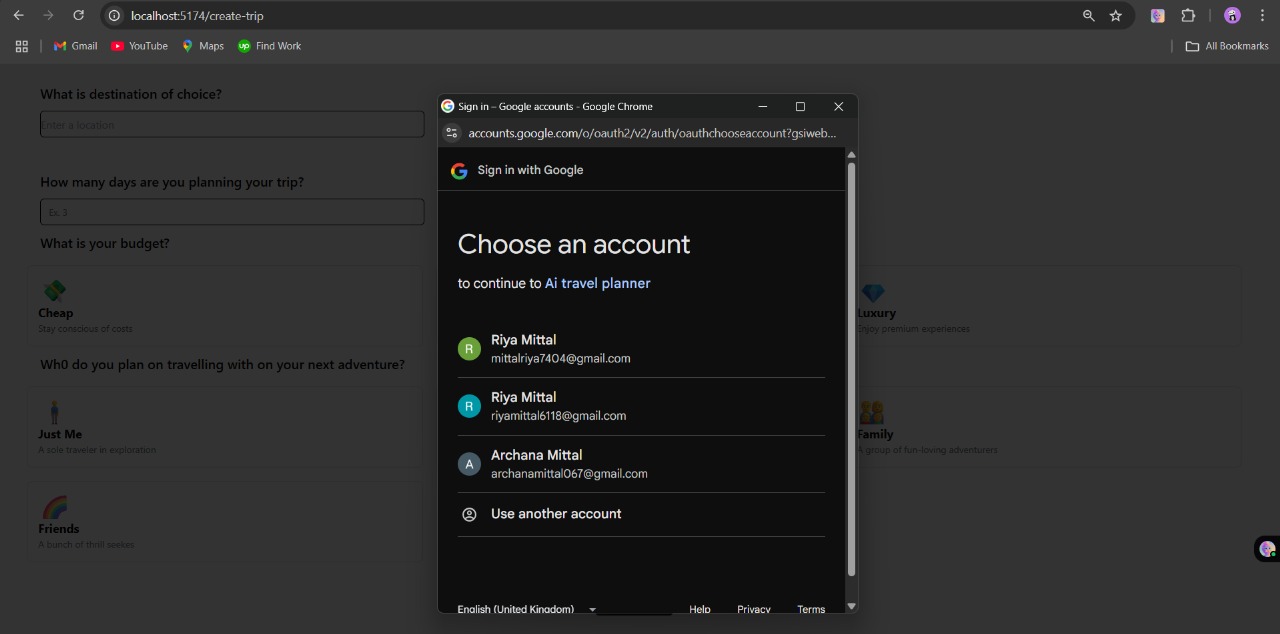 localhost:5174/create-trip
Gmail
YouTube
Maps
up
Find Work
All Bookmarks
What is destination of choice?
Enter a location
How many days are you planning your trip?
Ex. 3
What is your budget?
Cheap
Stay conscious of costs
Luxury
Enjoy premium experiences
Wh0 do you plan on travelling with on your next adventure?
Just Me
A sole traveler in exploration
Family
A group of fun-loving adventurers
Friends
A bunch of thrill seekes
Sign in – Google accounts - Google Chrome
accounts.google.com/o/oauth2/v2/auth/oauthchooseaccount?gsiweb...
Sign in with Google
Choose an account
to continue to Ai travel planner
R
Riya Mittal
mittalriya7404@gmail.com
R
Riya Mittal
riyamittal6118@gmail.com
A
Archana Mittal
archanamittal067@gmail.com
Use another account
English (United Kingdom)
Help
Privacy
Terms